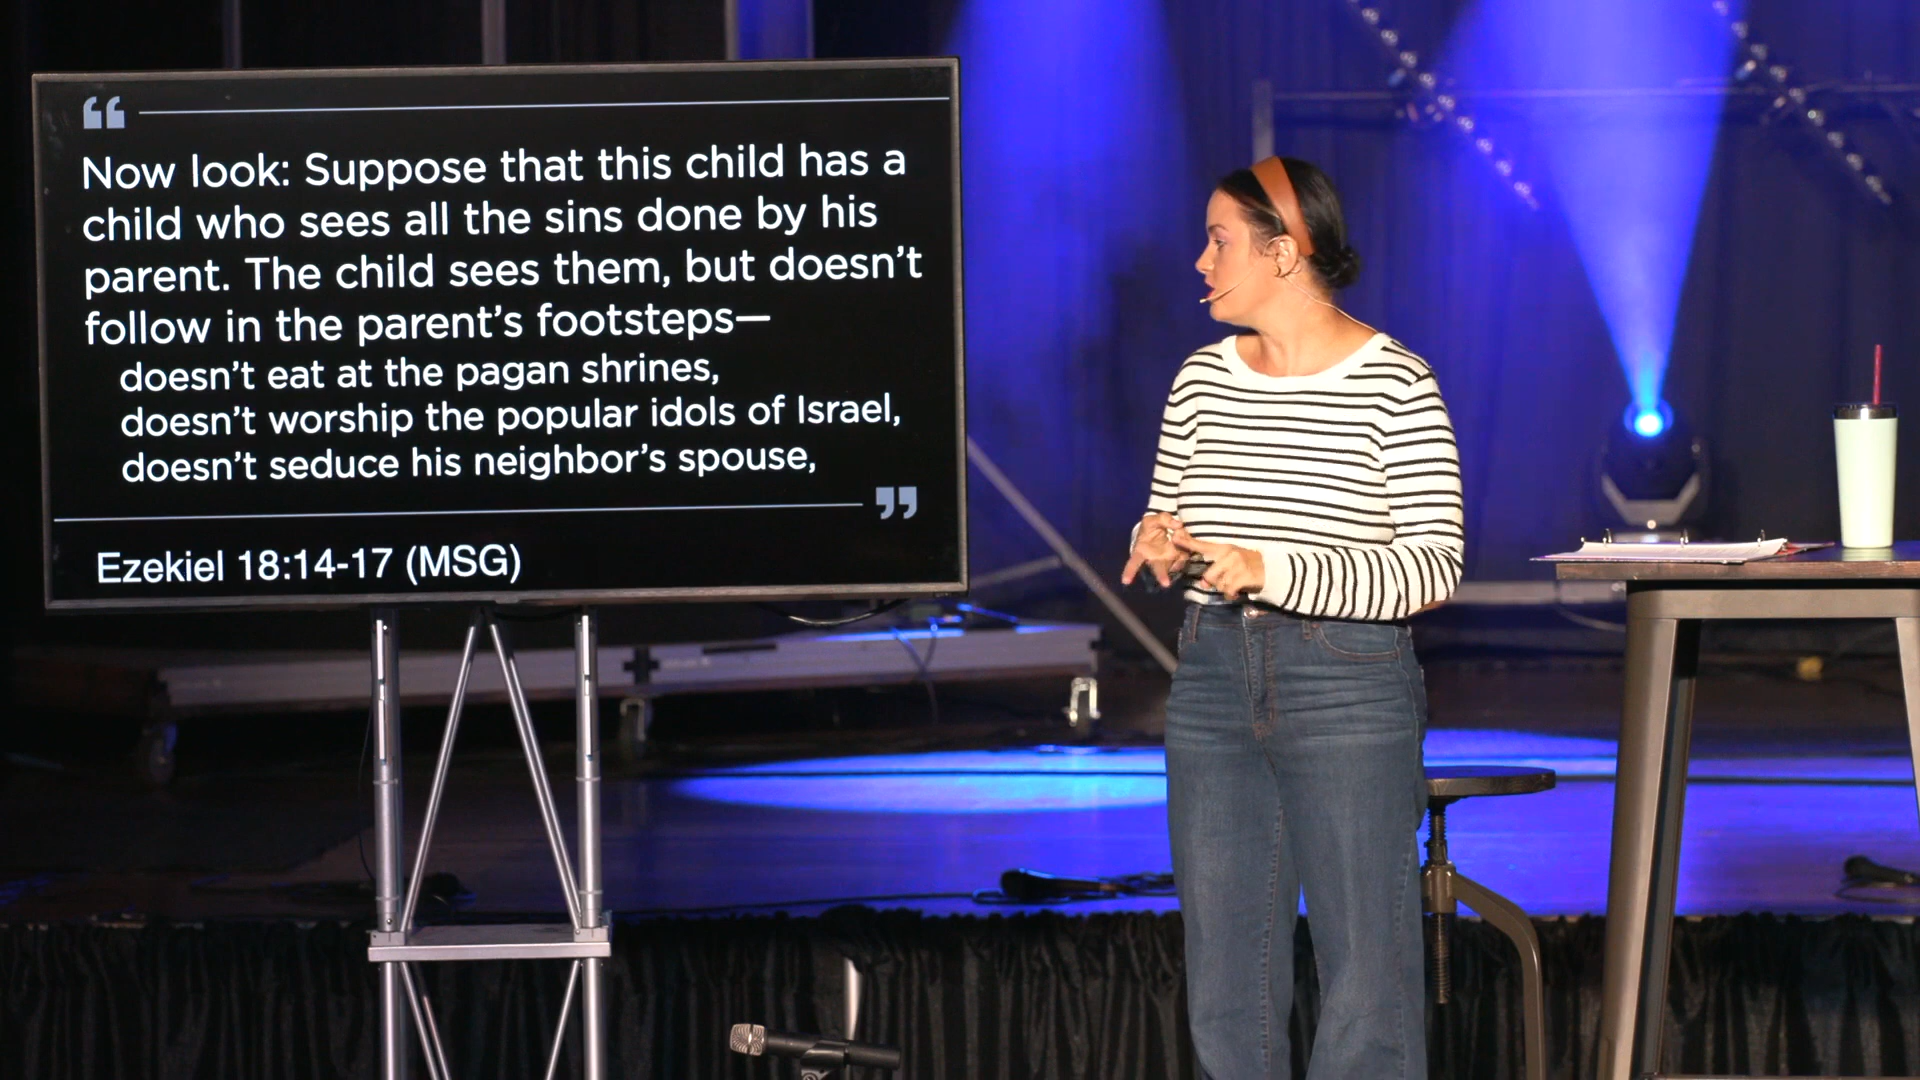 “
Now look: Suppose that this child has a
child who sees all the sins done by his
parent. The child sees them, but doesn’t
follow in the parent’s footsteps—
doesn’t eat at the pagan shrines,
doesn’t worship the popular idols of Israel,
doesn’t seduce his neighbor’s spouse,
”
Ezekiel 18:14-17 (MSG)